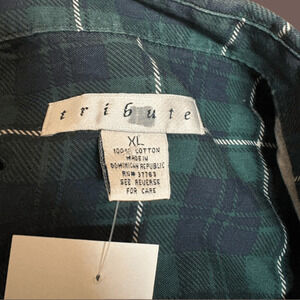 tribute
XL
100% COTTON
MADE IN
DOMINICAN REPUBLIC
RN# 37763
SEE REVERSE
FOR CARE